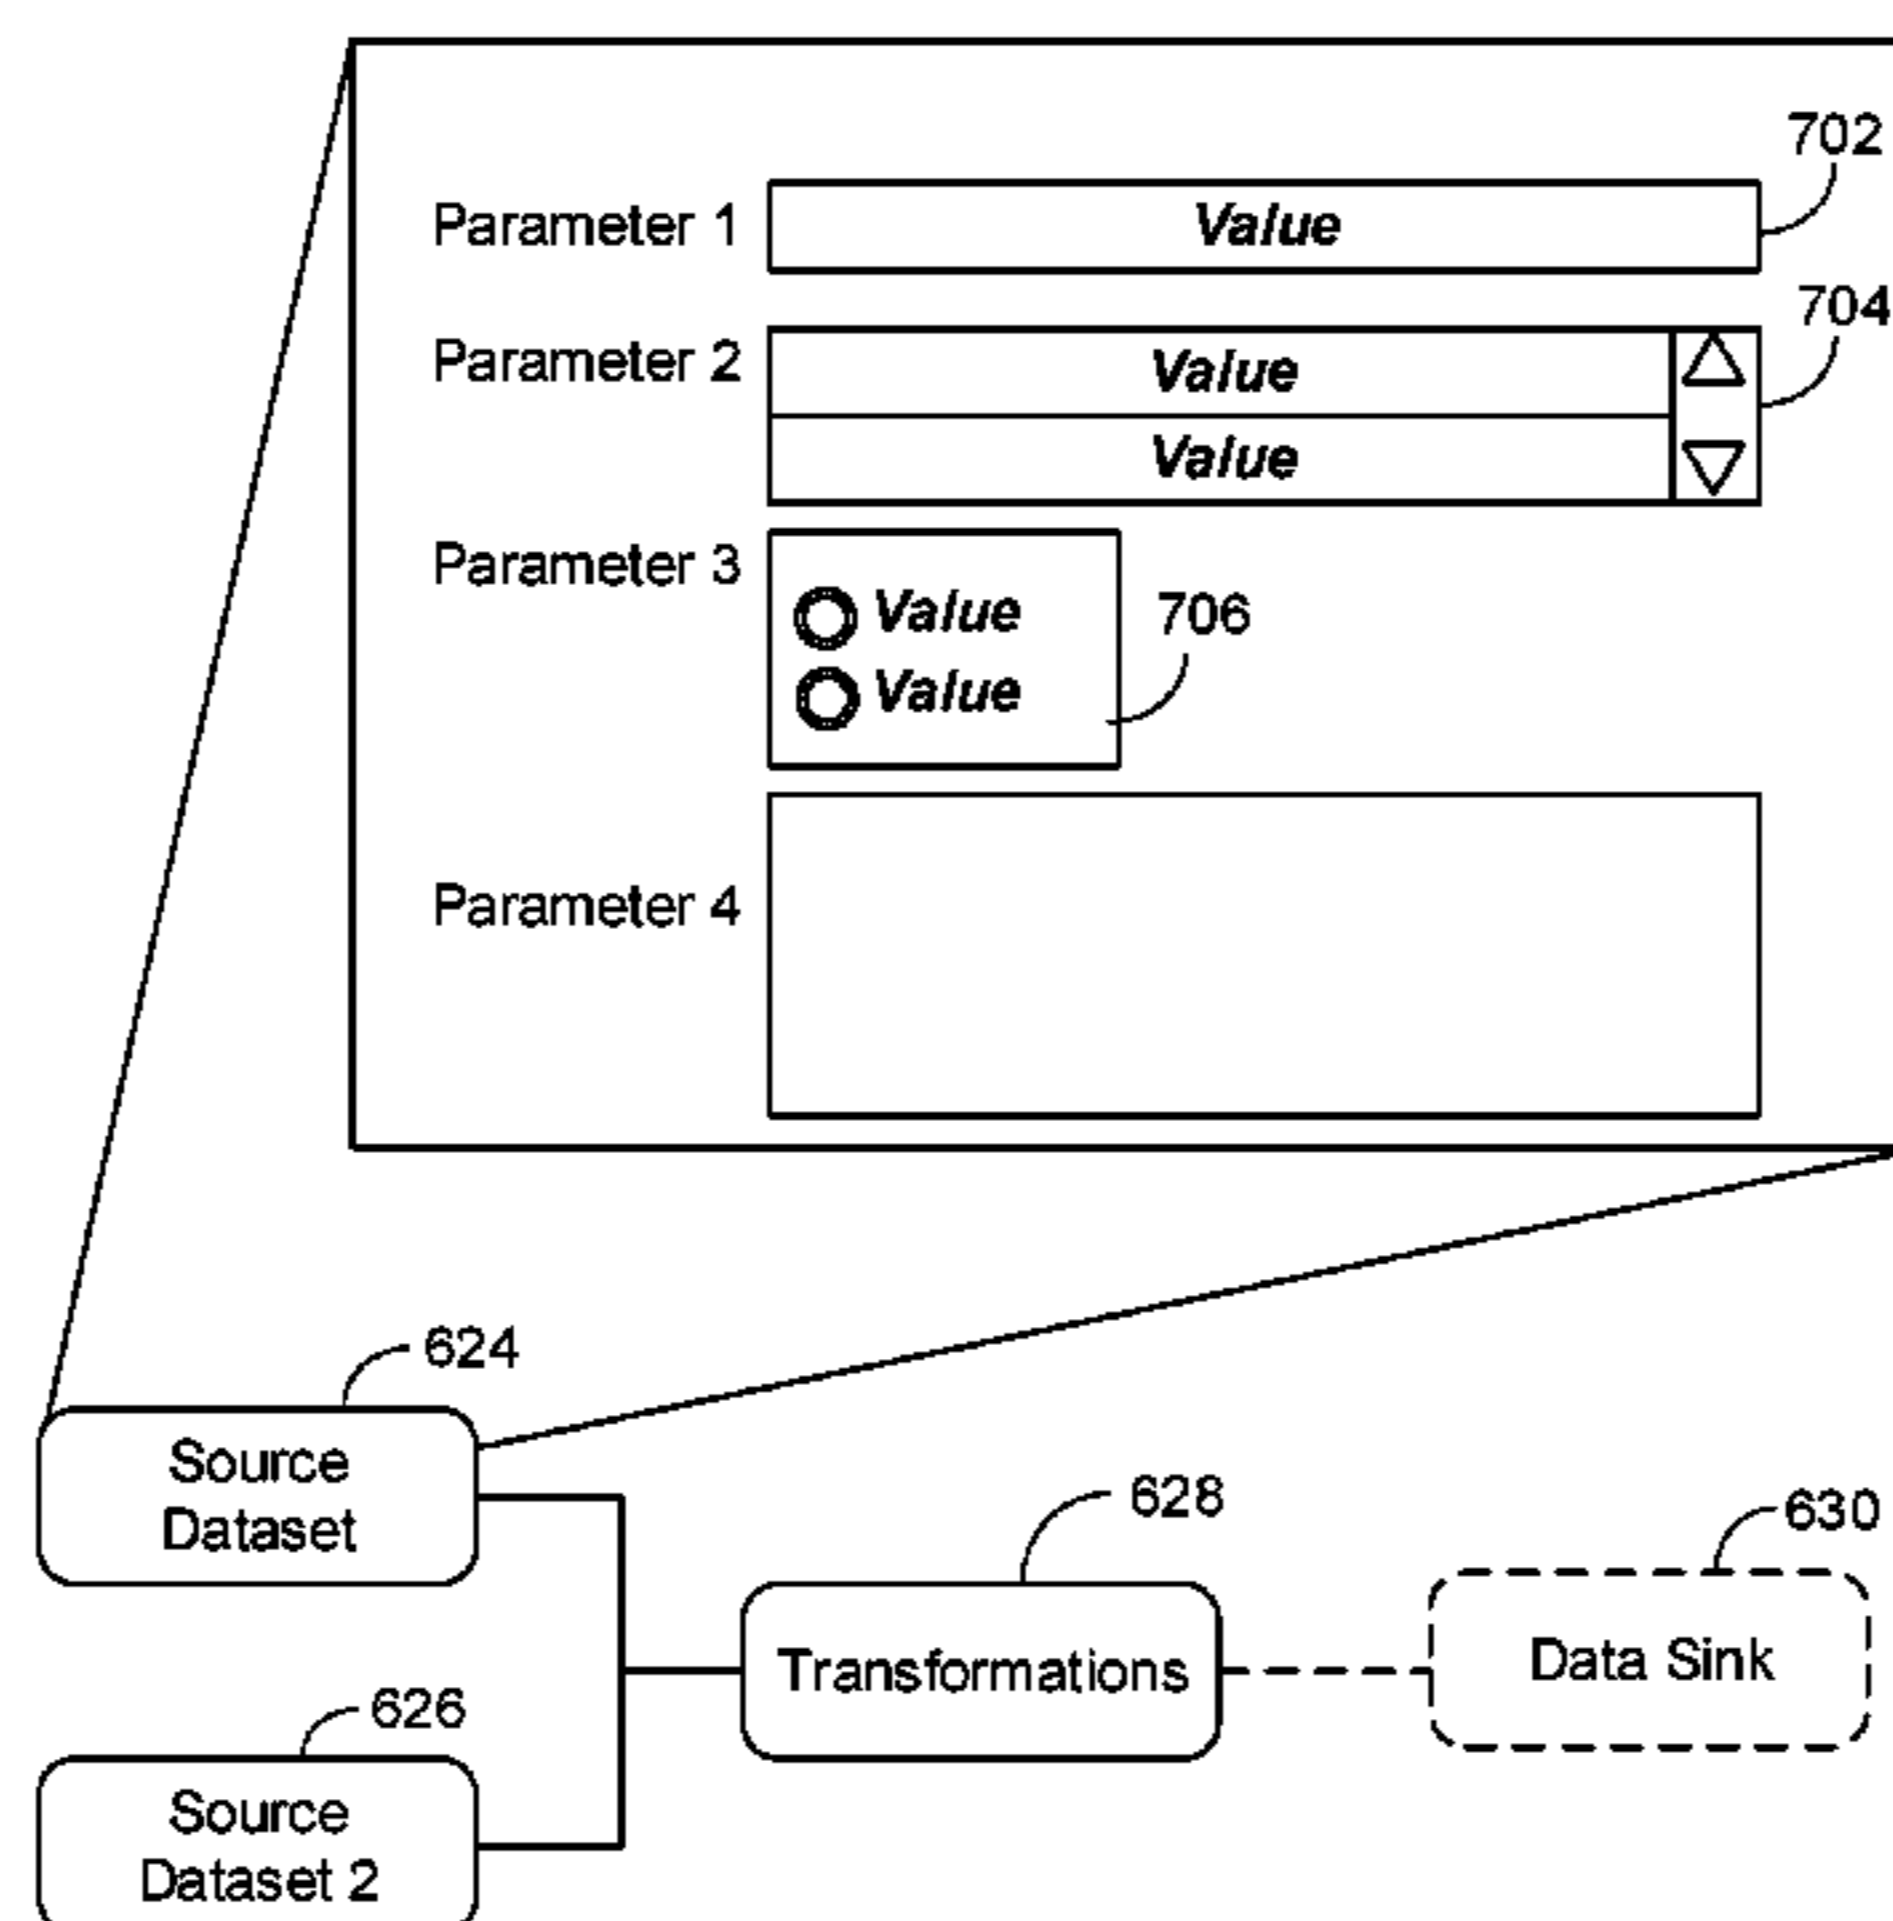 702
Parameter 1 Value
704
Parameter 2 Value
Value
Parameter 3
Value
706
Value
Parameter 4
624
Source
Dataset
628
630
Transformations
Data Sink
626
Source
Dataset 2